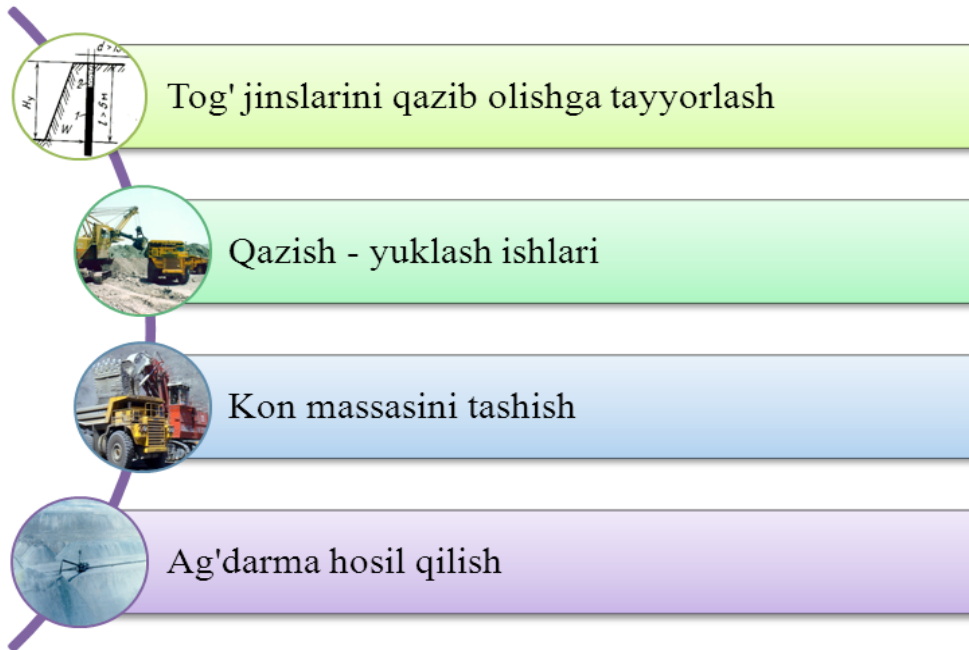 Tog' jinslarini qazib olishga tayyorlash
Qazish - yuklash ishlari
Kon massasini tashish
Ag'darma hosil qilish